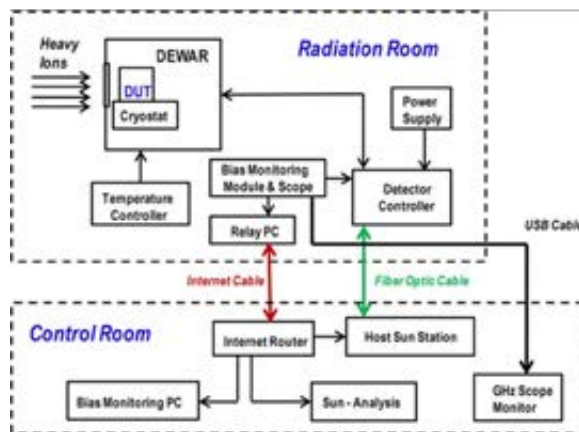 Radiation Room
Heavy
Ions
DEWAR
DUT
Cryostat
Power
Supply
Temperature
Controller
Bias Monitoring
Module & Scope
Detector
Controller
Relay PC
USB Cable
Internet Cable
Fiber Optic Cable
Control Room
Internet Router
Host Sun Station
Bias Monitoring PC
Sun - Analysis
GHz Scope
Monitor